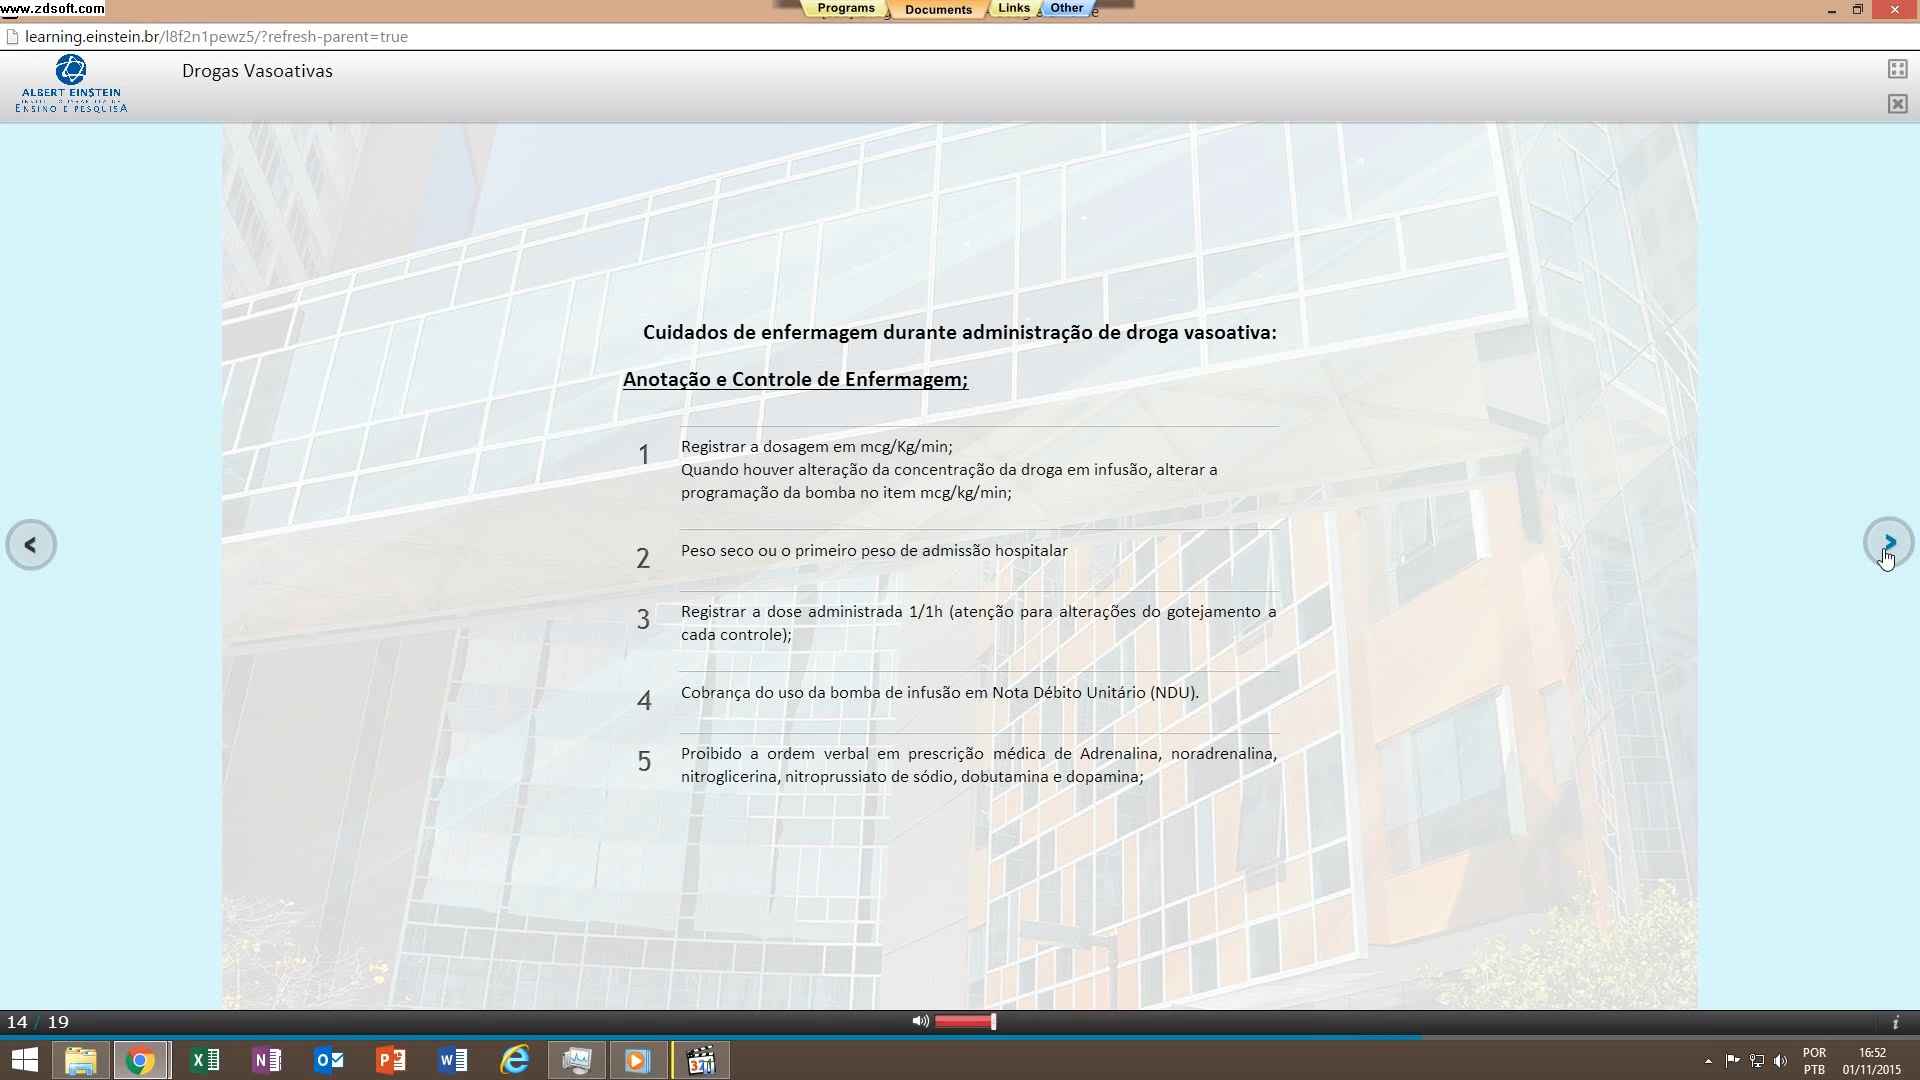 www.zdsoft.com
Programs
Documents
Links
Other
learning.einstein.br/l8f2n1pewz5/?refresh-parent=true
ALBERT EINSTEIN
ENSINO E PESQUISA
Drogas Vasoativas
Cuidados de enfermagem durante administração de droga vasoativa:
Anotação e Controle de Enfermagem;
1
Registrar a dosagem em mcg/Kg/min;
Quando houver alteração da concentração da droga em infusão, alterar a
programação da bomba no item mcg/kg/min;
2
Peso seco ou o primeiro peso de admissão hospitalar
3
Registrar a dose administrada 1/1h (atenção para alterações do gotejamento a
cada controle);
4
Cobrança do uso da bomba de infusão em Nota Débito Unitário (NDU).
5
Proibido a ordem verbal em prescrição médica de Adrenalina, noradrenalina,
nitroglicerina, nitroprussiato de sódio, dobutamina e dopamina;
14 / 19
POR
PTB
16:52
01/11/2015